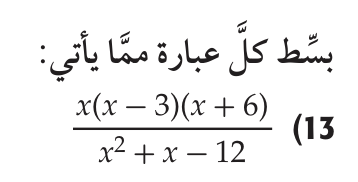 بسِّط كلَّ عبارة ممَّا يأتي:
13) x(x − 3)(x + 6)
x² + x − 12